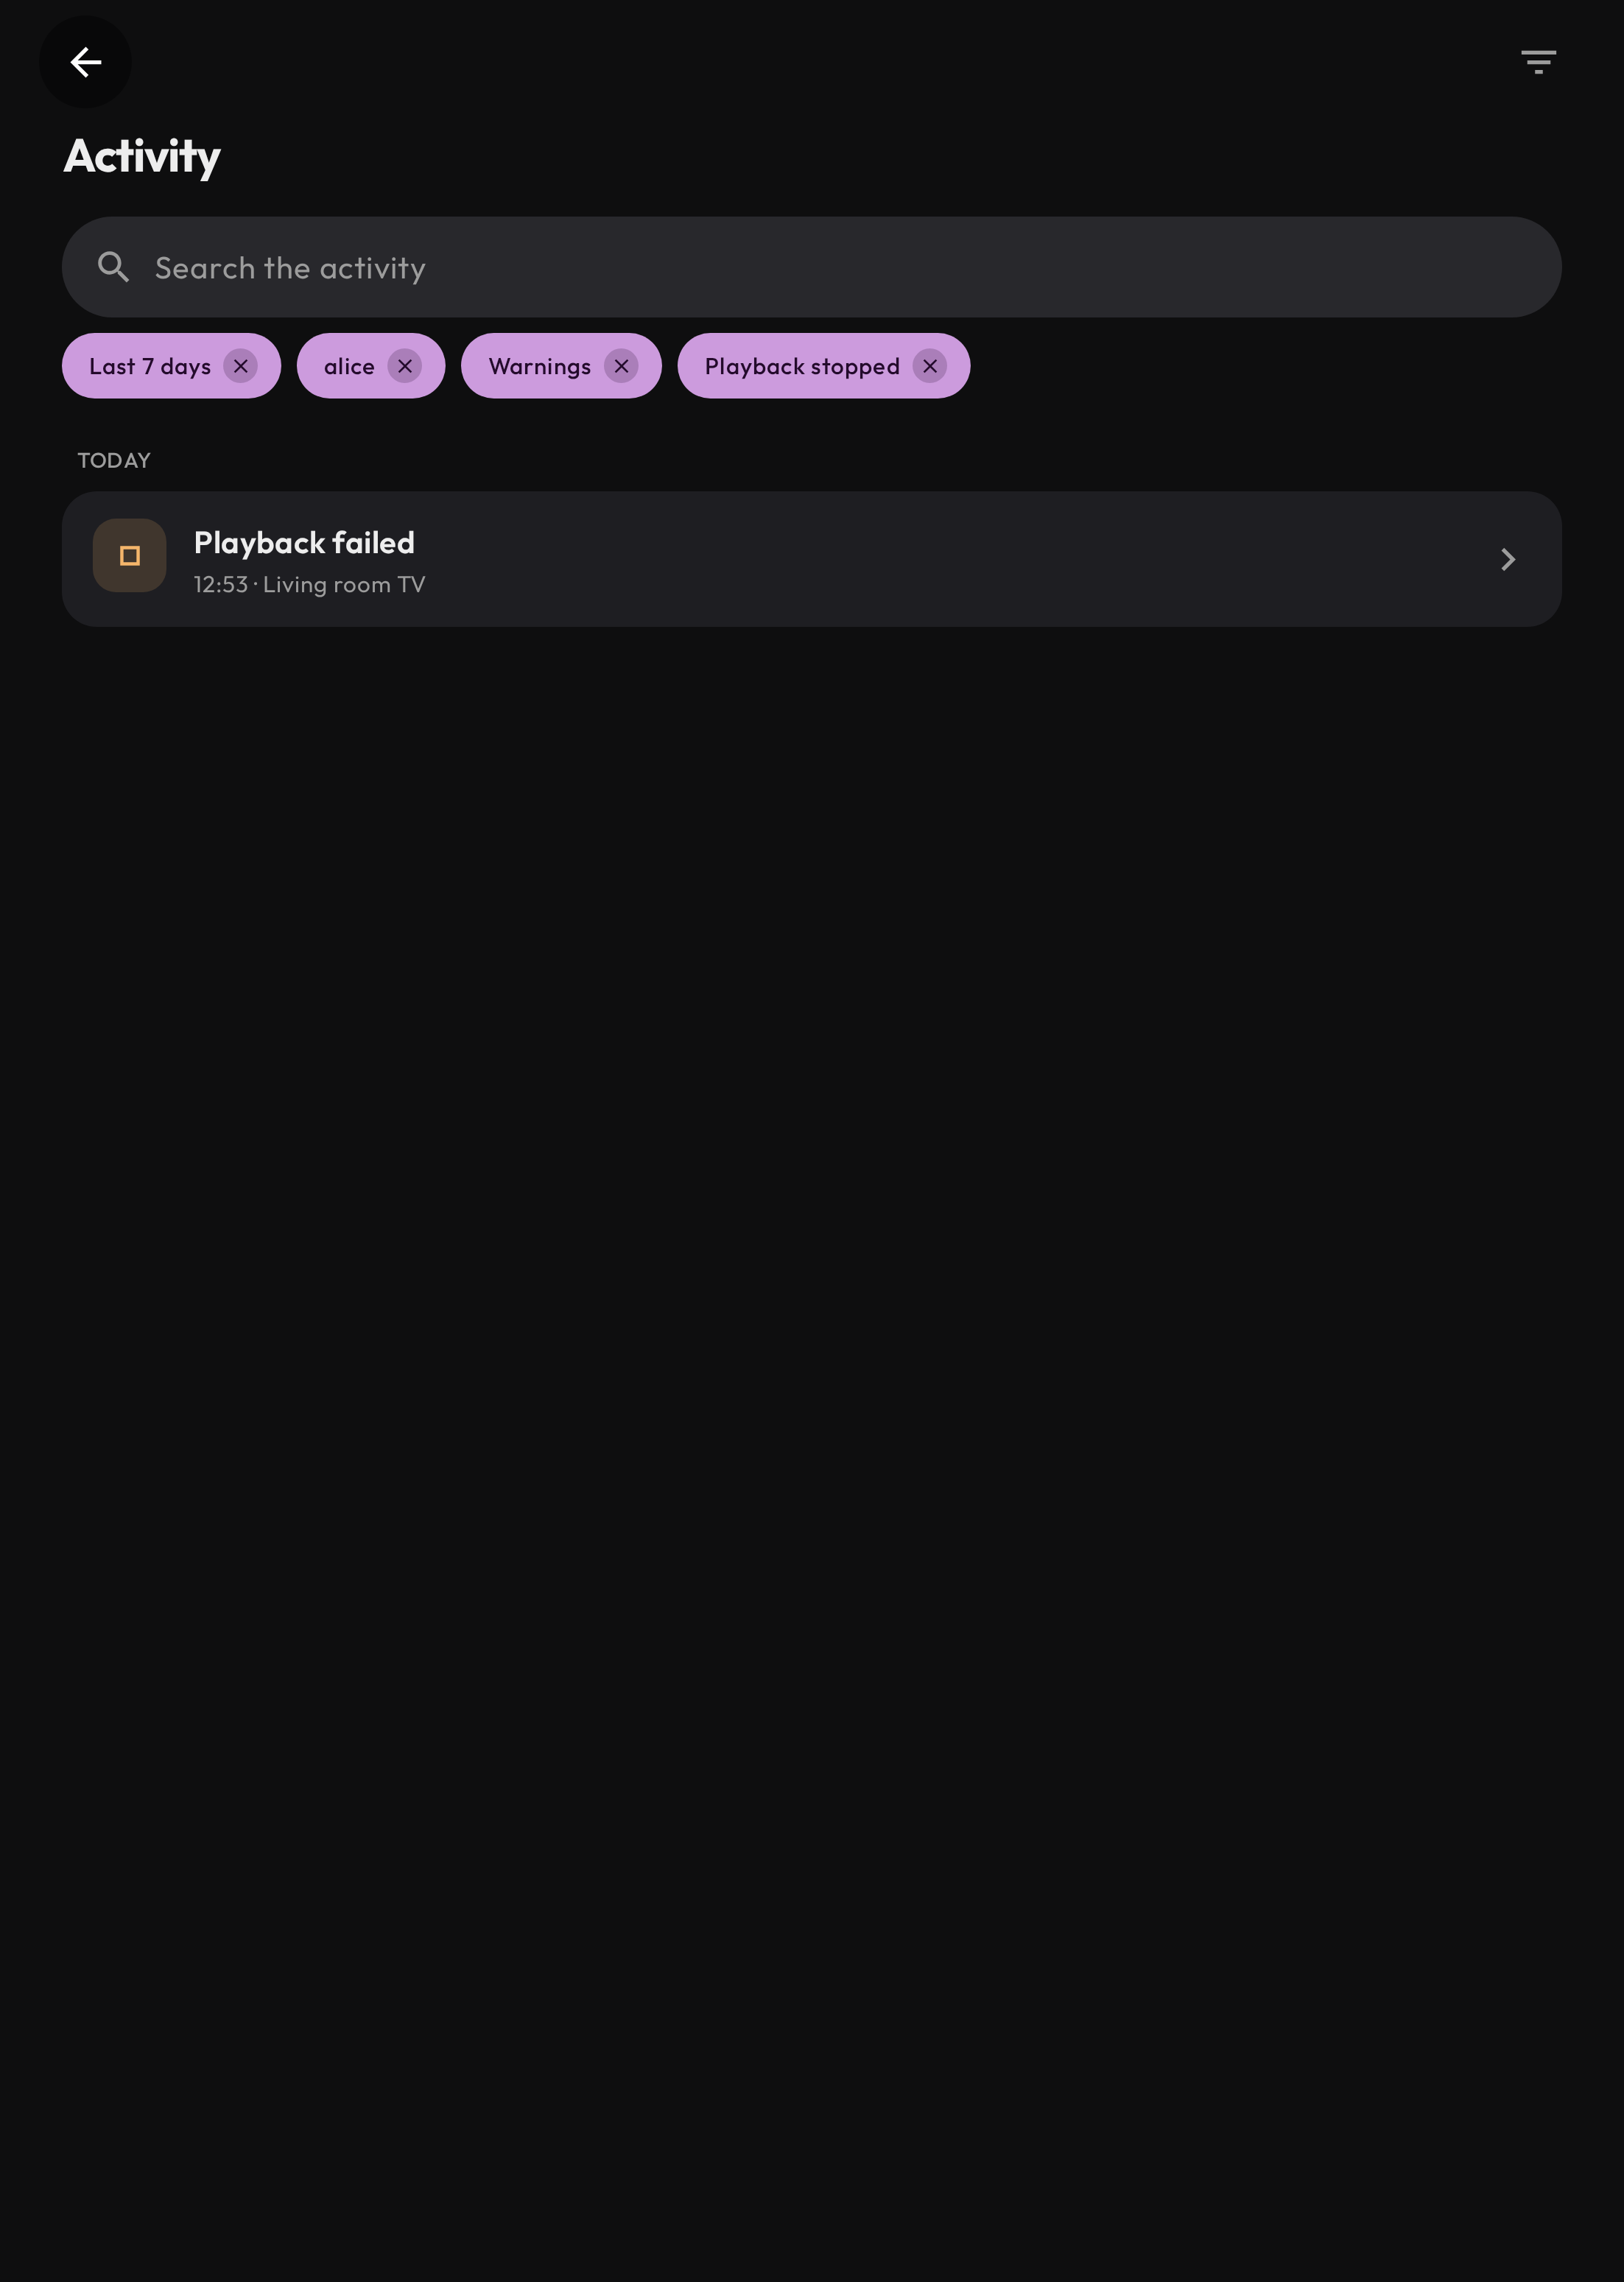 Activity
Search the activity
Last 7 days
alice
Warnings
Playback stopped
TODAY
Playback failed
12:53 · Living room TV